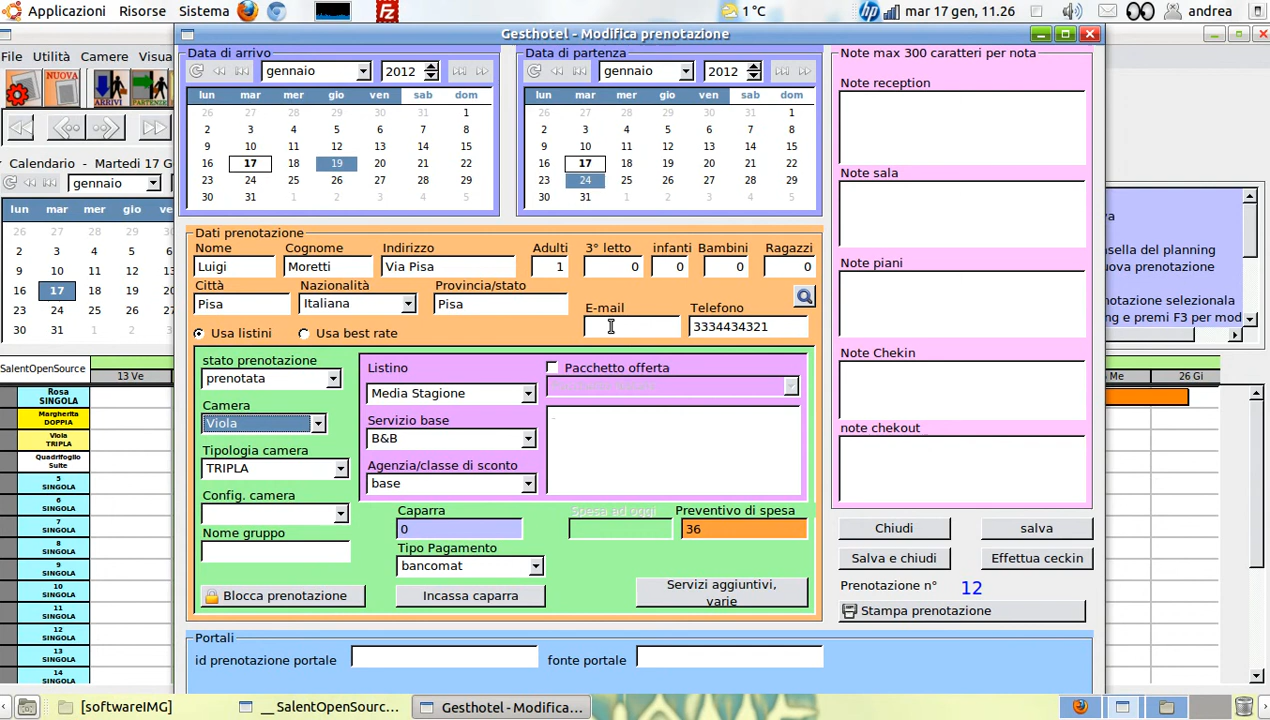 Applicazioni Risorse Sistema
1 °C
mar 17 gen, 11.26
andrea
Gesthotel - Modifica prenotazione
File Utilità Camere Visua
NUOVA
ARRIVI
PARTENZE
Calendario - Martedi 17 G
gennaio
lun mar mer gio ve
26 27 28 29 3
2 3 4 5 6
9 10 11 12 1
16 17 18 19 2
23 24 25 26 2
30 31 1 2 3
Data di arrivo
gennaio 2012
lun mar mer gio ven sab dom
26 27 28 29 30 31 1
2 3 4 5 6 7 8
9 10 11 12 13 14 15
16 17 18 19 20 21 22
23 24 25 26 27 28 29
30 31 1 2 3 4 5
Data di partenza
gennaio 2012
lun mar mer gio ven sab dom
26 27 28 29 30 31 1
2 3 4 5 6 7 8
9 10 11 12 13 14 15
16 17 18 19 20 21 22
23 24 25 26 27 28 29
30 31 1 2 3 4 5
Note max 300 caratteri per nota
Note reception
Note sala
Note piani
Note Chekin
note chekout
va
sella del planning
uova prenotazione
notazione selezionala
ng e premi F3 per mod
Dati prenotazione
Nome Cognome Indirizzo Adulti 3° letto infanti Bambini Ragazzi
Luigi Moretti Via Pisa 1 0 0 0 0
Città Nazionalità Provincia/stato
Pisa Italiana Pisa
E-mail Telefono
3334434321
Usa listini Usa best rate
stato prenotazione
prenotata
Camera
Viola
Tipologia camera
TRIPLA
Config. camera
Nome gruppo
Listino
Media Stagione
Servizio base
B&B
Agenzia/classe di sconto
base
Pacchetto offerta
Caparra
0
Spesa ad oggi
Preventivo di spesa
36
Tipo Pagamento
bancomat
Blocca prenotazione
Incassa caparra
Servizi aggiuntivi,
varie
Chiudi salva
Salva e chiudi Effettua ceckin
Prenotazione n° 12
Stampa prenotazione
Portali
id prenotazione portale
fonte portale
SalentOpenSource 13 Ve
Me 26 Gi
Rosa
SINGOLA
Margherita
DOPPIA
Viola
TRIPLA
Quadrifoglio
Suite
5
SINGOLA
6
SINGOLA
7
SINGOLA
8
SINGOLA
9
SINGOLA
10
SINGOLA
11
SINGOLA
12
SINGOLA
13
SINGOLA
14
[softwareIMG]
__SalentOpenSourc...
Gesthotel - Modifica...